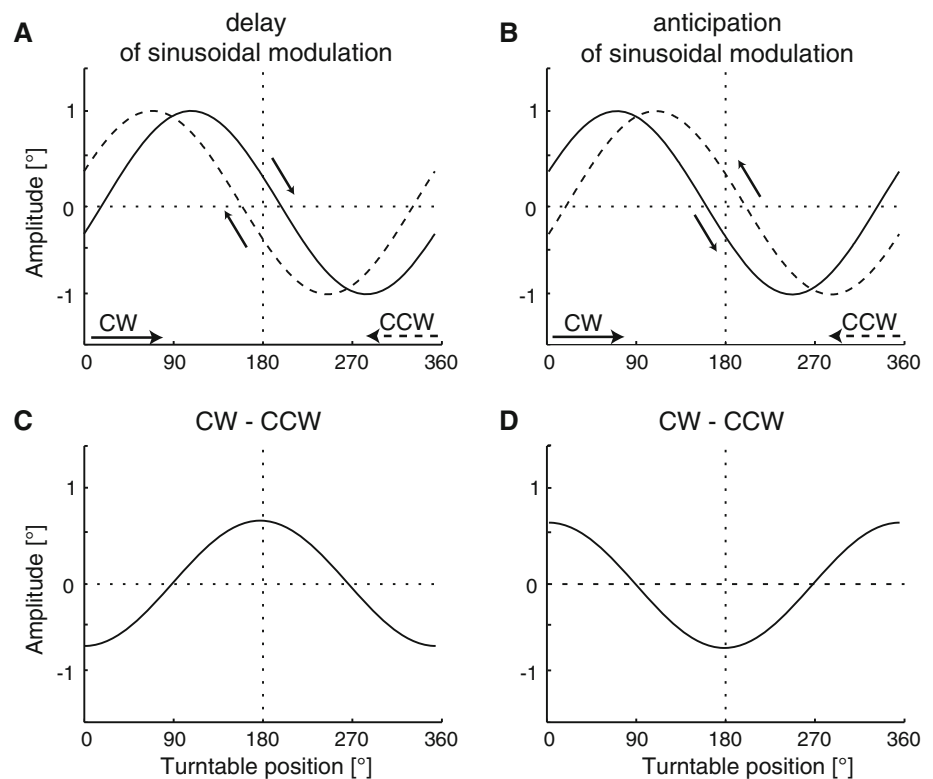 A
delay
of sinusoidal modulation
B
anticipation
of sinusoidal modulation
Amplitude [°]
1
0
-1
CW
CCW
0 90 180 270 360
1
0
-1
CW
CCW
0 90 180 270 360
C
CW - CCW
D
CW - CCW
Amplitude [°]
1
0
-1
0 90 180 270 360
Turntable position [°]
1
0
-1
0 90 180 270 360
Turntable position [°]